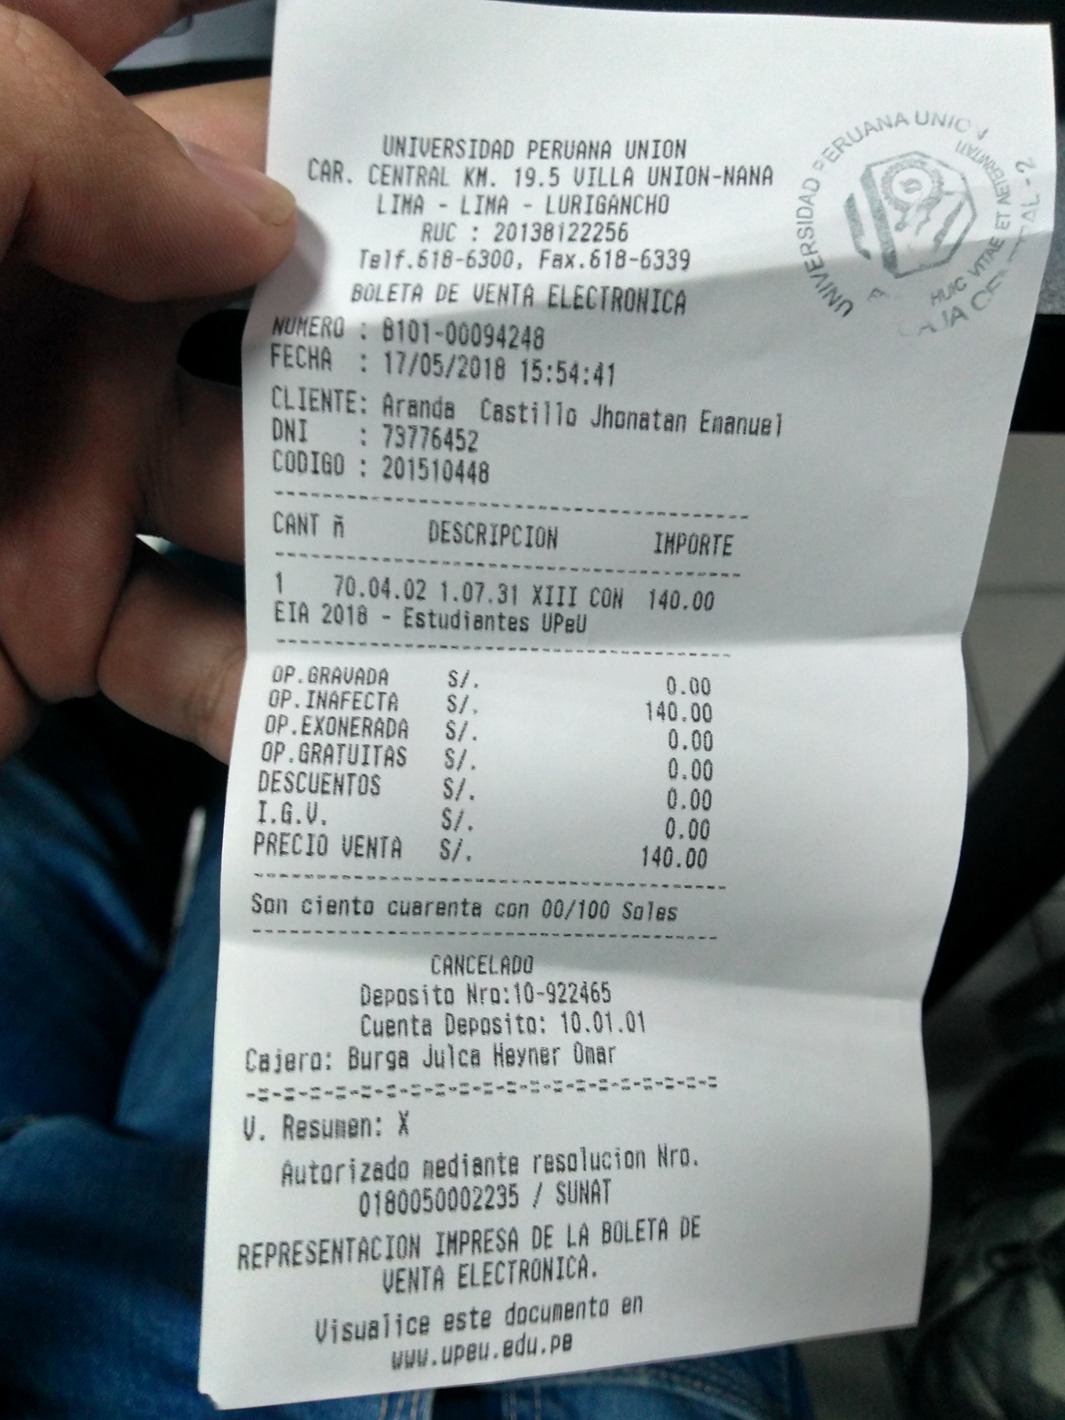 UNIVERSIDAD PERUANA UNION
CAR. CENTRAL KM. 19.5 VILLA UNION-NANA
LIMA - LIMA - LURIGANCHO
RUC : 20138122256
Telf.618-6300, Fax.618-6339
BOLETA DE VENTA ELECTRONICA
NUMERO : B101-00094248
FECHA : 17/05/2018 15:54:41
CLIENTE: Aranda Castillo Jhonatan Emanuel
DNI : 73776452
CODIGO : 201510448
CANT ñ DESCRIPCION IMPORTE
1 70.04.02 1.07.31 XIII CON 140.00
EIA 2018 - Estudiantes UPeU
OP.GRAVADA S/. 0.00
OP.INAFECTA S/. 140.00
OP.EXONERADA S/. 0.00
OP.GRATUITAS S/. 0.00
DESCUENTOS S/. 0.00
I.G.V. S/. 0.00
PRECIO VENTA S/. 140.00
Son ciento cuarenta con 00/100 Soles
CANCELADO
Deposito Nro:10-922465
Cuenta Deposito: 10.01.01
Cajero: Burga Julca Heyner Omar
-=-=-=-=-=-=-=-=-=-=-=-=-=-=-=-=-=-=-=-=
V. Resumen: X
Autorizado mediante resolucion Nro.
0180050002235 / SUNAT
REPRESENTACION IMPRESA DE LA BOLETA DE
VENTA ELECTRONICA.
Visualice este documento en
www.upeu.edu.pe
UNIVERSIDAD PERUANA UNION
HUIC VITAE ET AETERNITATI